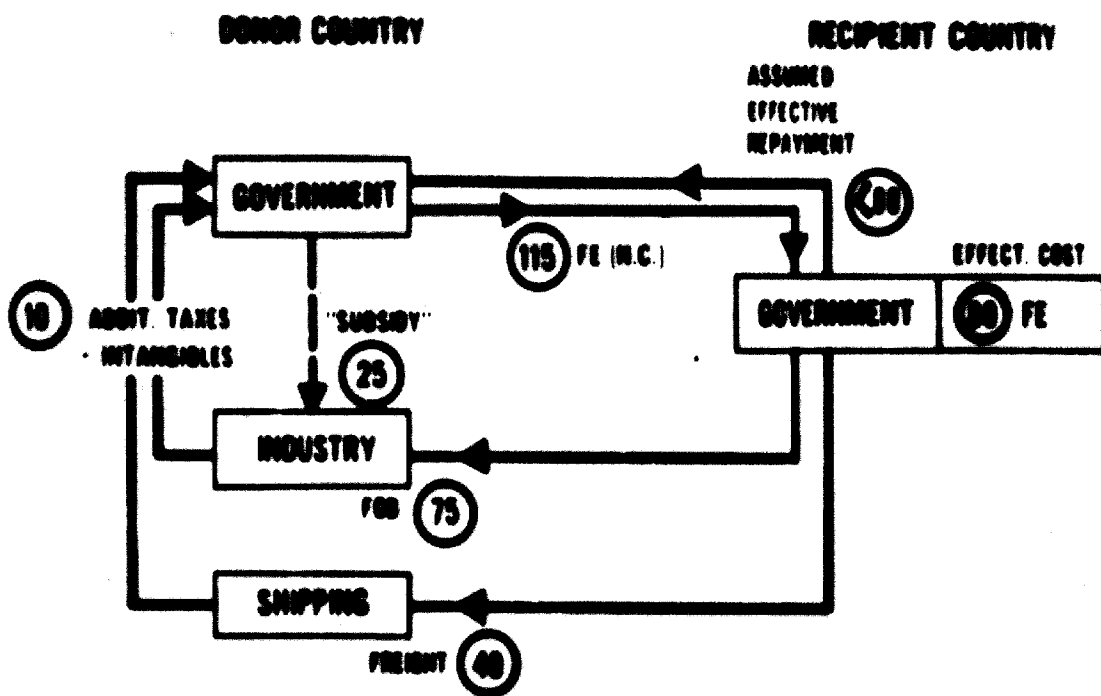 DONOR COUNTRY
RECIPIENT COUNTRY
ASSUMED
EFFECTIVE
REPAYMENT
GOVERNMENT
115 FE (H.C.)
EFFECT. COST
GOVERNMENT
FE
10 ADDIT. TAXES
INTANGIBLES
"SUBSIDY"
25
INDUSTRY
FOB 75
SHIPPING
FREIGHT 40